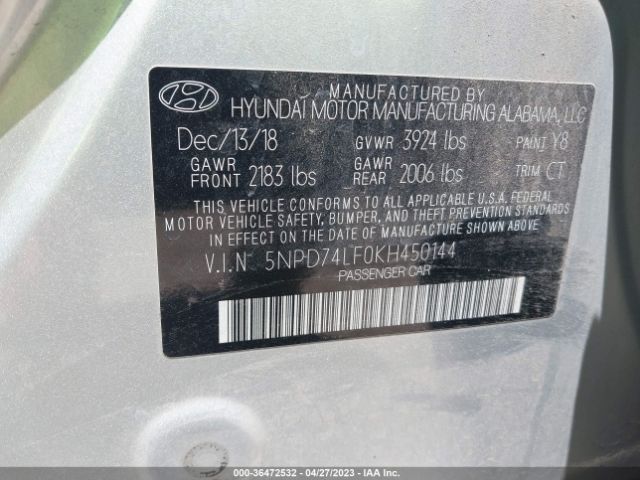 MANUFACTURED BY
HYUNDAI MOTOR MANUFACTURING ALABAMA, LLC
Dec/13/18 GVWR 3924 lbs PAINT Y8
GAWR FRONT 2183 lbs GAWR REAR 2006 lbs TRIM CT
THIS VEHICLE CONFORMS TO ALL APPLICABLE U.S.A. FEDERAL
MOTOR VEHICLE SAFETY, BUMPER, AND THEFT PREVENTION STANDARDS
IN EFFECT ON THE DATE OF MANUFACTURE SHOWN ABOVE.
V.I.N 5NPD74LF0KH450144
PASSENGER CAR
000-36472532 - 04/27/2023 - IAA Inc.